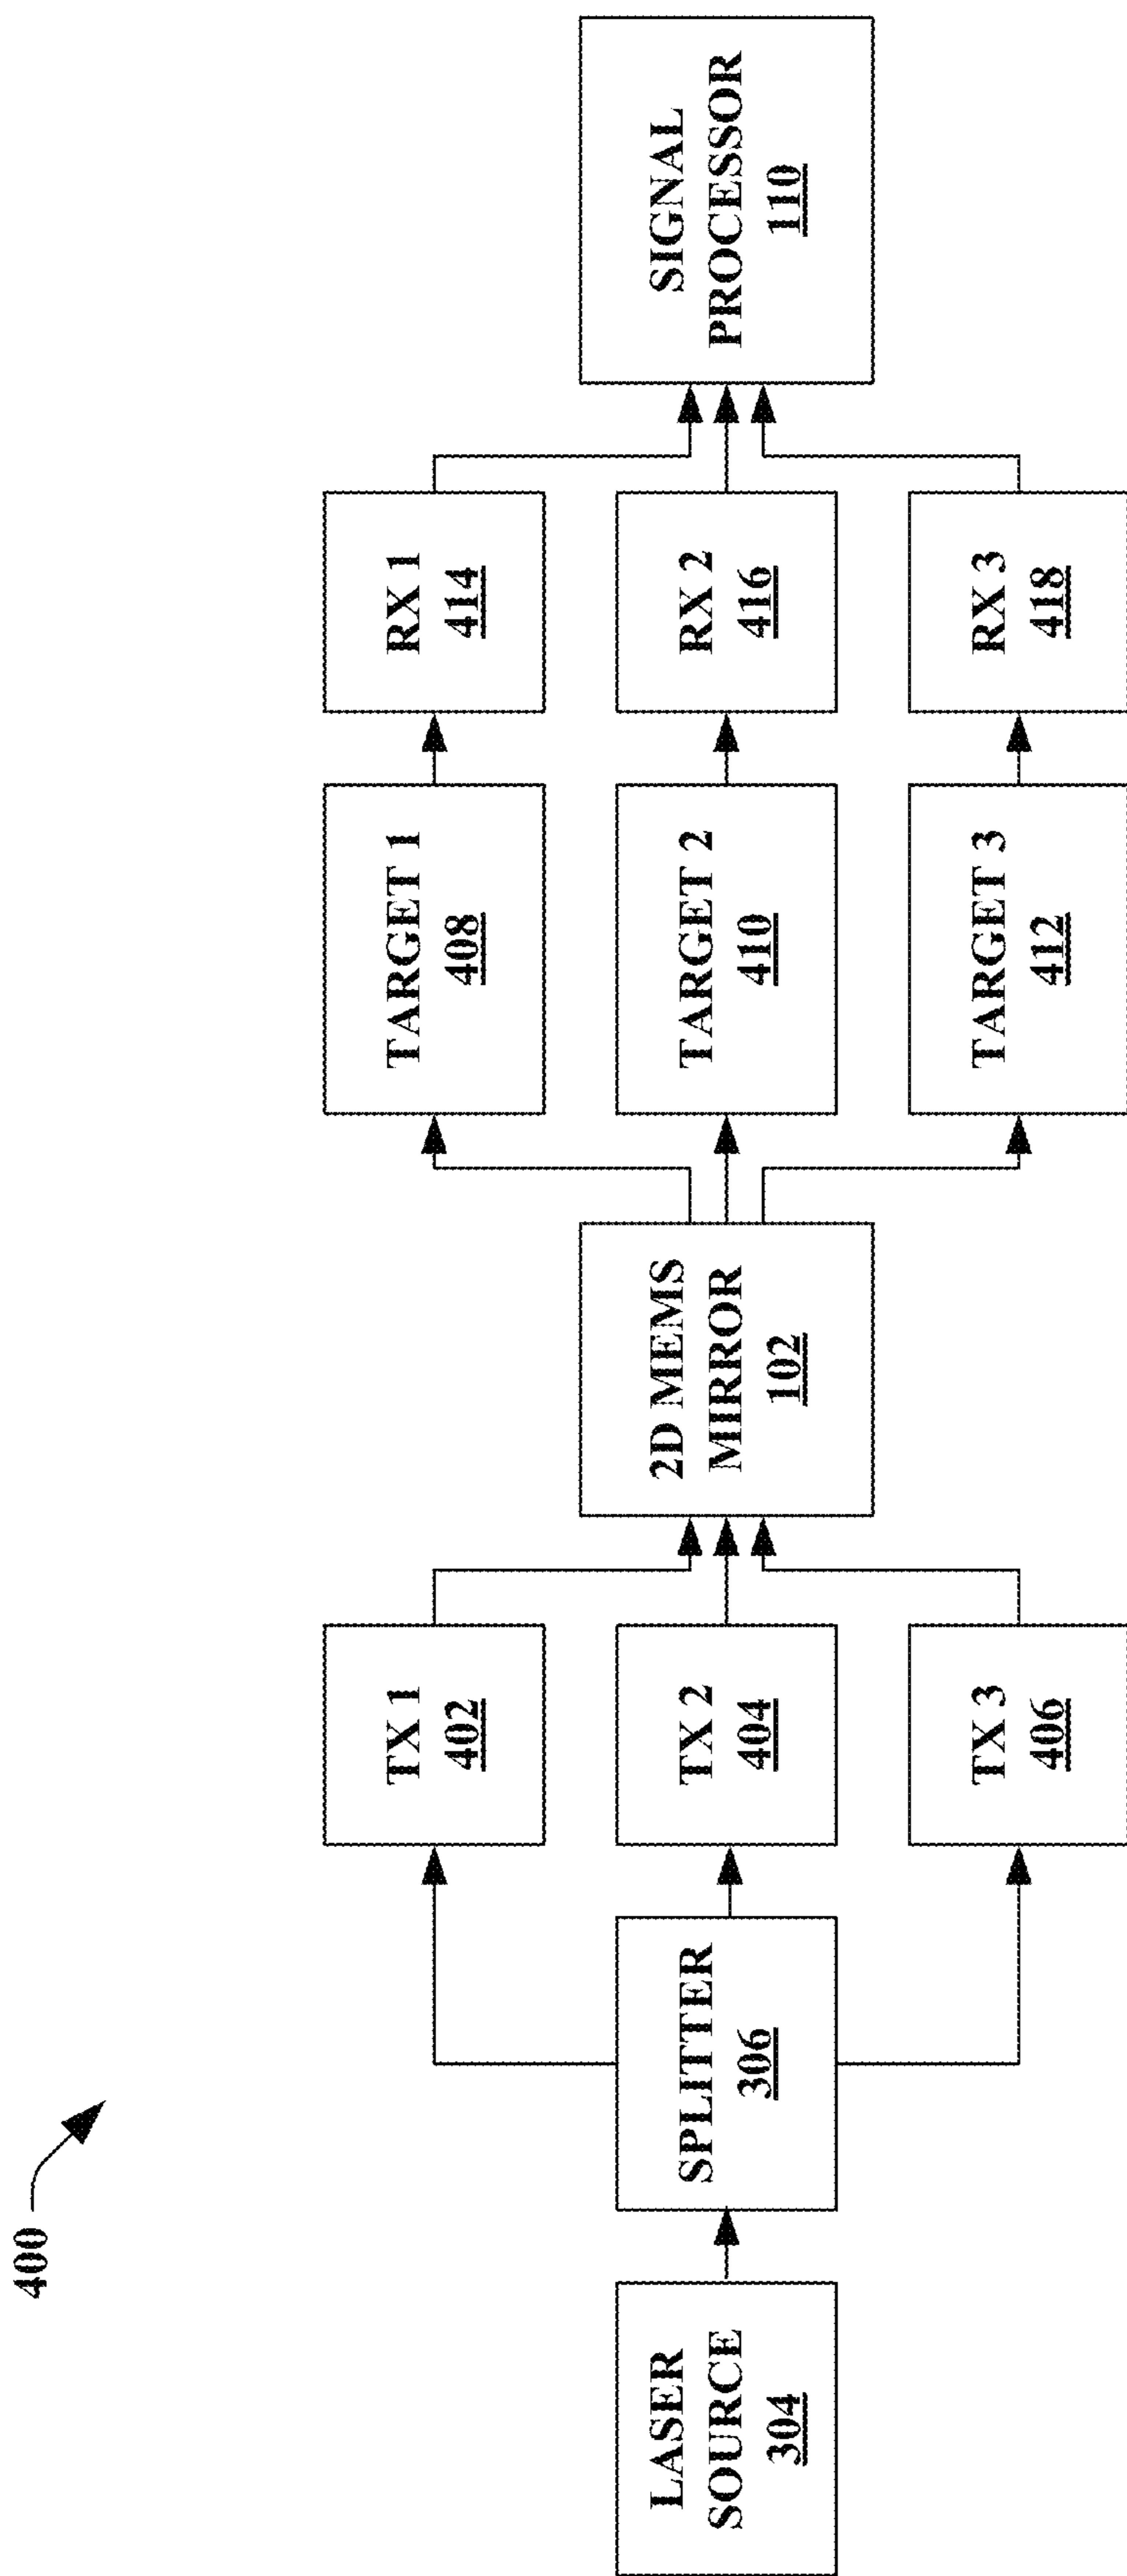 400
LASER
SOURCE
304
SPLITTER
306
TX 1
402
TX 2
404
TX 3
406
2D MEMS
MIRROR
102
TARGET 1
408
TARGET 2
410
TARGET 3
412
RX 1
414
RX 2
416
RX 3
418
SIGNAL
PROCESSOR
110